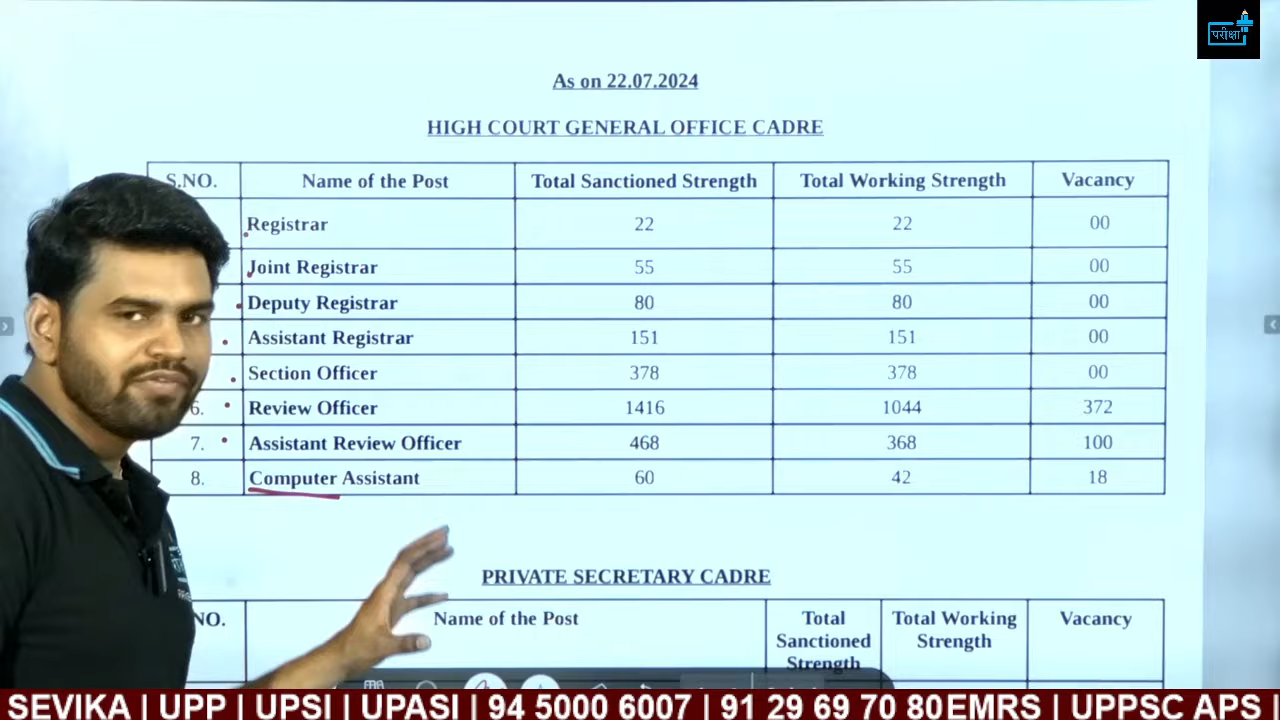 परीक्षा
As on 22.07.2024
HIGH COURT GENERAL OFFICE CADRE
S.NO. Name of the Post Total Sanctioned Strength Total Working Strength Vacancy
Registrar 22 22 00
Joint Registrar 55 55 00
Deputy Registrar 80 80 00
Assistant Registrar 151 151 00
Section Officer 378 378 00
6. Review Officer 1416 1044 372
7. Assistant Review Officer 468 368 100
8. Computer Assistant 60 42 18
PRIVATE SECRETARY CADRE
NO. Name of the Post Total Sanctioned Strength Total Working Strength Vacancy
SEVIKA | UPP | UPSI | UPASI | 94 5000 6007 | 91 29 69 70 80EMRS | UPPSC APS |